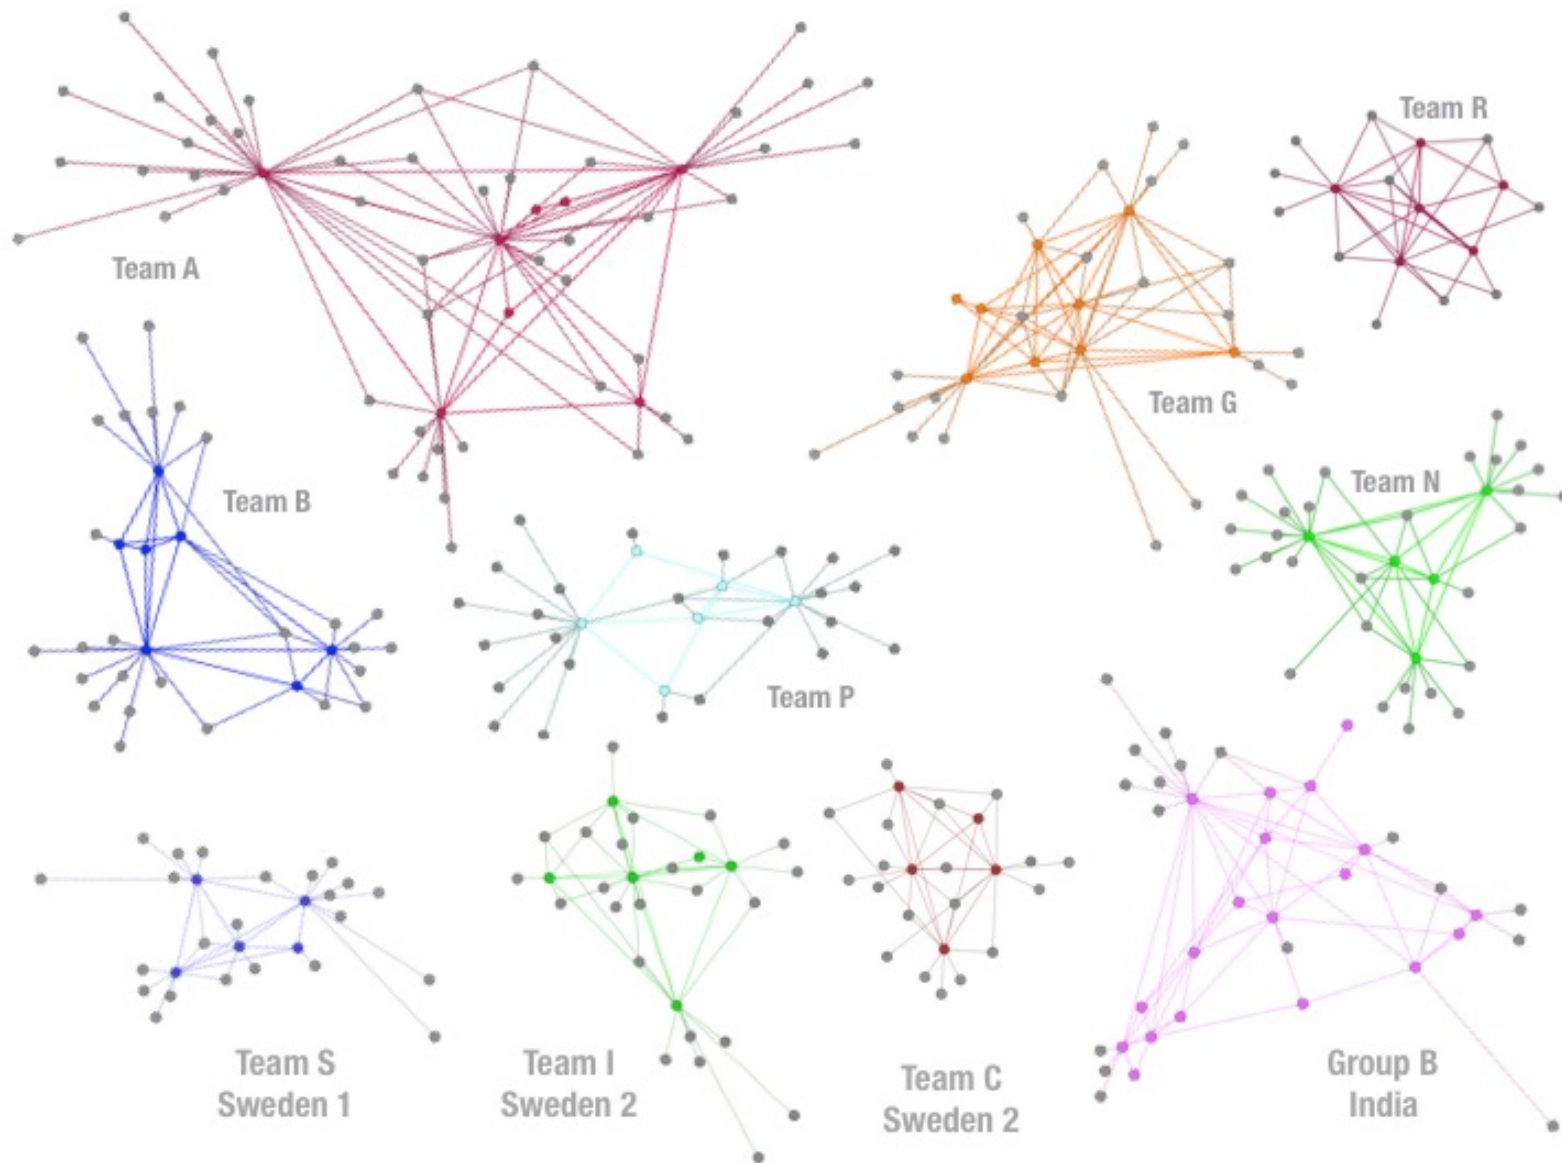 Team R
Team A
Team G
Team N
Team B
Team P
Team S
Sweden 1
Team I
Sweden 2
Team C
Sweden 2
Group B
India